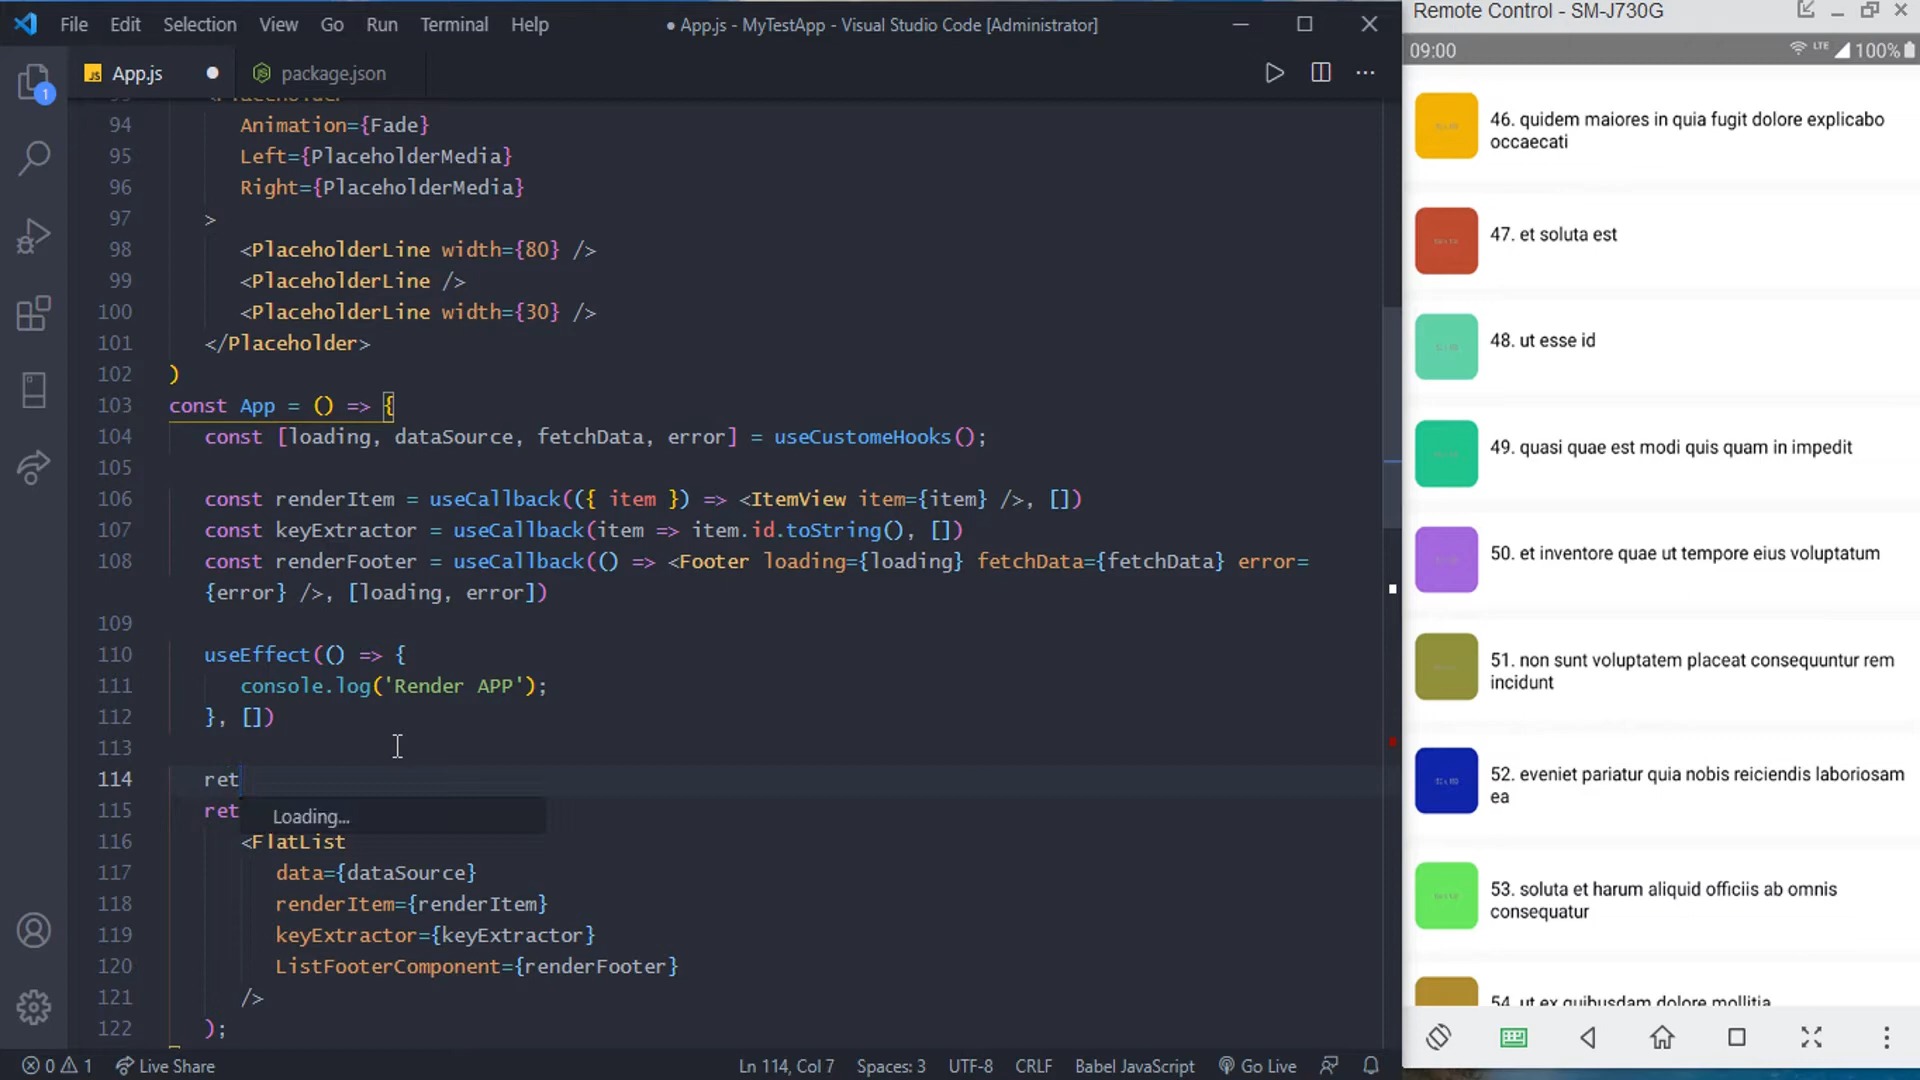 File Edit Selection View Go Run Terminal Help
● App.js - MyTestApp - Visual Studio Code [Administrator]
JS App.js
package.json
1
94 Animation={Fade}
95 Left={PlaceholderMedia}
96 Right={PlaceholderMedia}
97 >
98 <PlaceholderLine width={80} />
99 <PlaceholderLine />
100 <PlaceholderLine width={30} />
101 </Placeholder>
102 )
103 const App = () => {
104 const [loading, dataSource, fetchData, error] = useCustomeHooks();
105
106 const renderItem = useCallback(({ item }) => <ItemView item={item} />, [])
107 const keyExtractor = useCallback(item => item.id.toString(), [])
108 const renderFooter = useCallback(() => <Footer loading={loading} fetchData={fetchData} error=
{error} />, [loading, error])
109
110 useEffect(() => {
111 console.log('Render APP');
112 }, [])
113
114 ret
115 ret
Loading...
116 <FlatList
117 data={dataSource}
118 renderItem={renderItem}
119 keyExtractor={keyExtractor}
120 ListFooterComponent={renderFooter}
121 />
122 );
0 1 Live Share
Ln 114, Col 7 Spaces: 3 UTF-8 CRLF Babel JavaScript Go Live
Remote Control - SM-J730G
09:00
LTE 100%
46. quidem maiores in quia fugit dolore explicabo
occaecati
47. et soluta est
48. ut esse id
49. quasi quae est modi quis quam in impedit
50. et inventore quae ut tempore eius voluptatum
51. non sunt voluptatem placeat consequuntur rem
incidunt
52. eveniet pariatur quia nobis reiciendis laboriosam
ea
53. soluta et harum aliquid officiis ab omnis
consequatur
54. ut ex quibusdam dolore mollitia